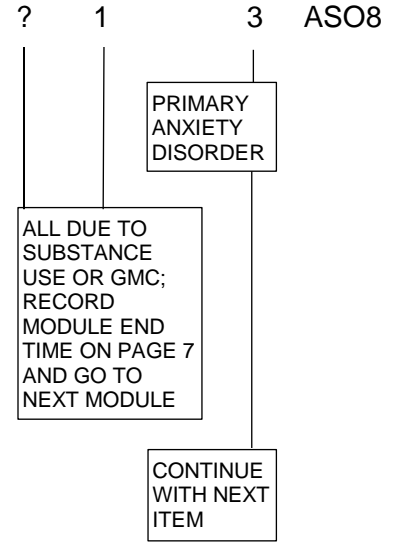 ? 1 3 ASO8
PRIMARY
ANXIETY
DISORDER
ALL DUE TO
SUBSTANCE
USE OR GMC;
RECORD
MODULE END
TIME ON PAGE 7
AND GO TO
NEXT MODULE
CONTINUE
WITH NEXT
ITEM